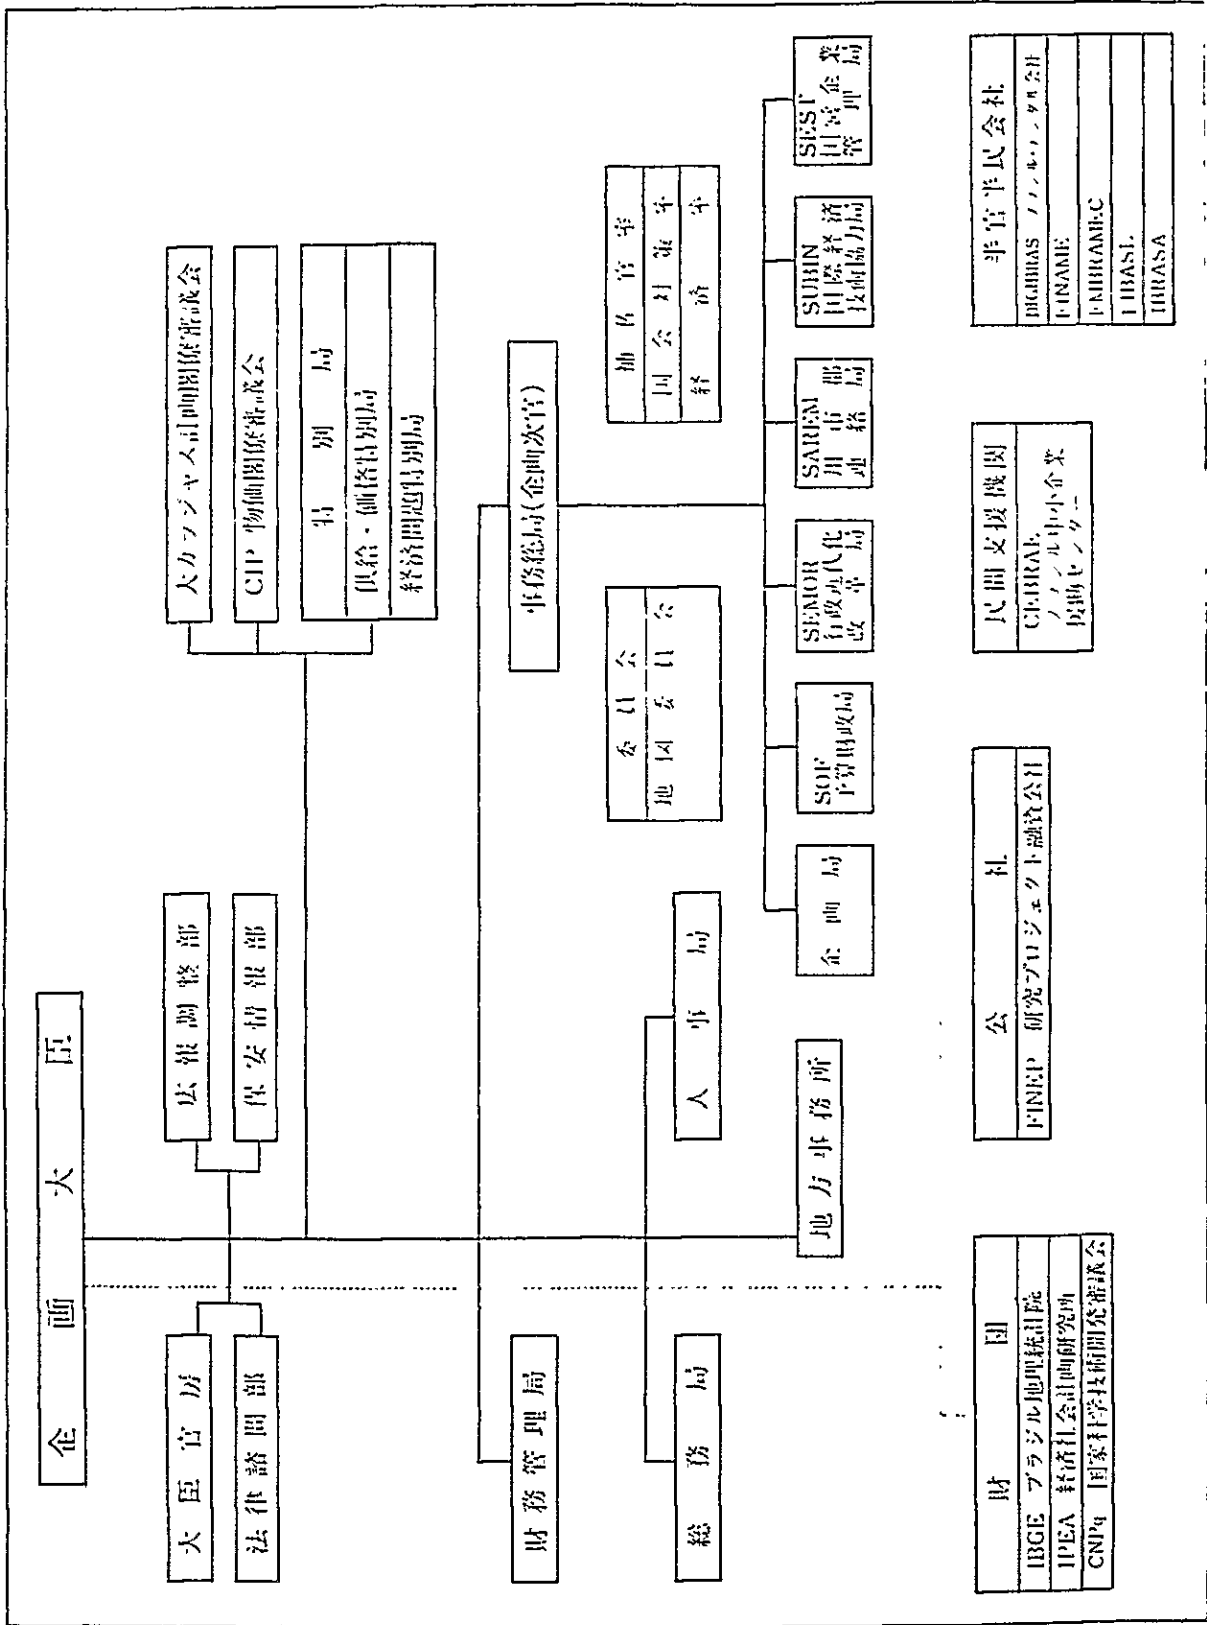 企画大臣
大臣官房
法律諮問部
広報調整部
保安情報部
大カラジャス計画関係審議会
CIP 物価関係審議会
特別局
供給・価格特別局
経済問題特別局
財務管理局
事務総局(企画次官)
総務局
人事局
委員会
地図委員会
補佐官室
国会対策室
経済室
地方事務所
企画局
SOF
予算財政局
SEMOR
行政近代化
改革局
SAREM
州市部
連絡局
SUBIN
国際経済
技術協力局
SEST
国営企業
管理局
財団
IBGE ブラジル地理統計院
IPEA 経済社会計画研究所
CNPq 国家科学技術開発審議会
公社
FINEP 研究プロジェクト融資公社
民間支援機関
CEBRAE
ブラジル中小企業
援助センター
半官半民会社
FINAME
EMBRAMEC
FIBASE
IBRASA